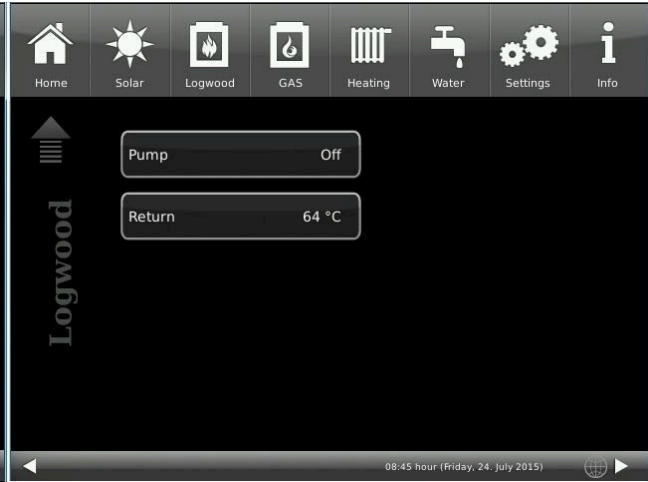 Home Solar Logwood GAS Heating Water Settings Info
Pump Off
Return 64 °C
Logwood
08:45 hour (Friday, 24. July 2015)